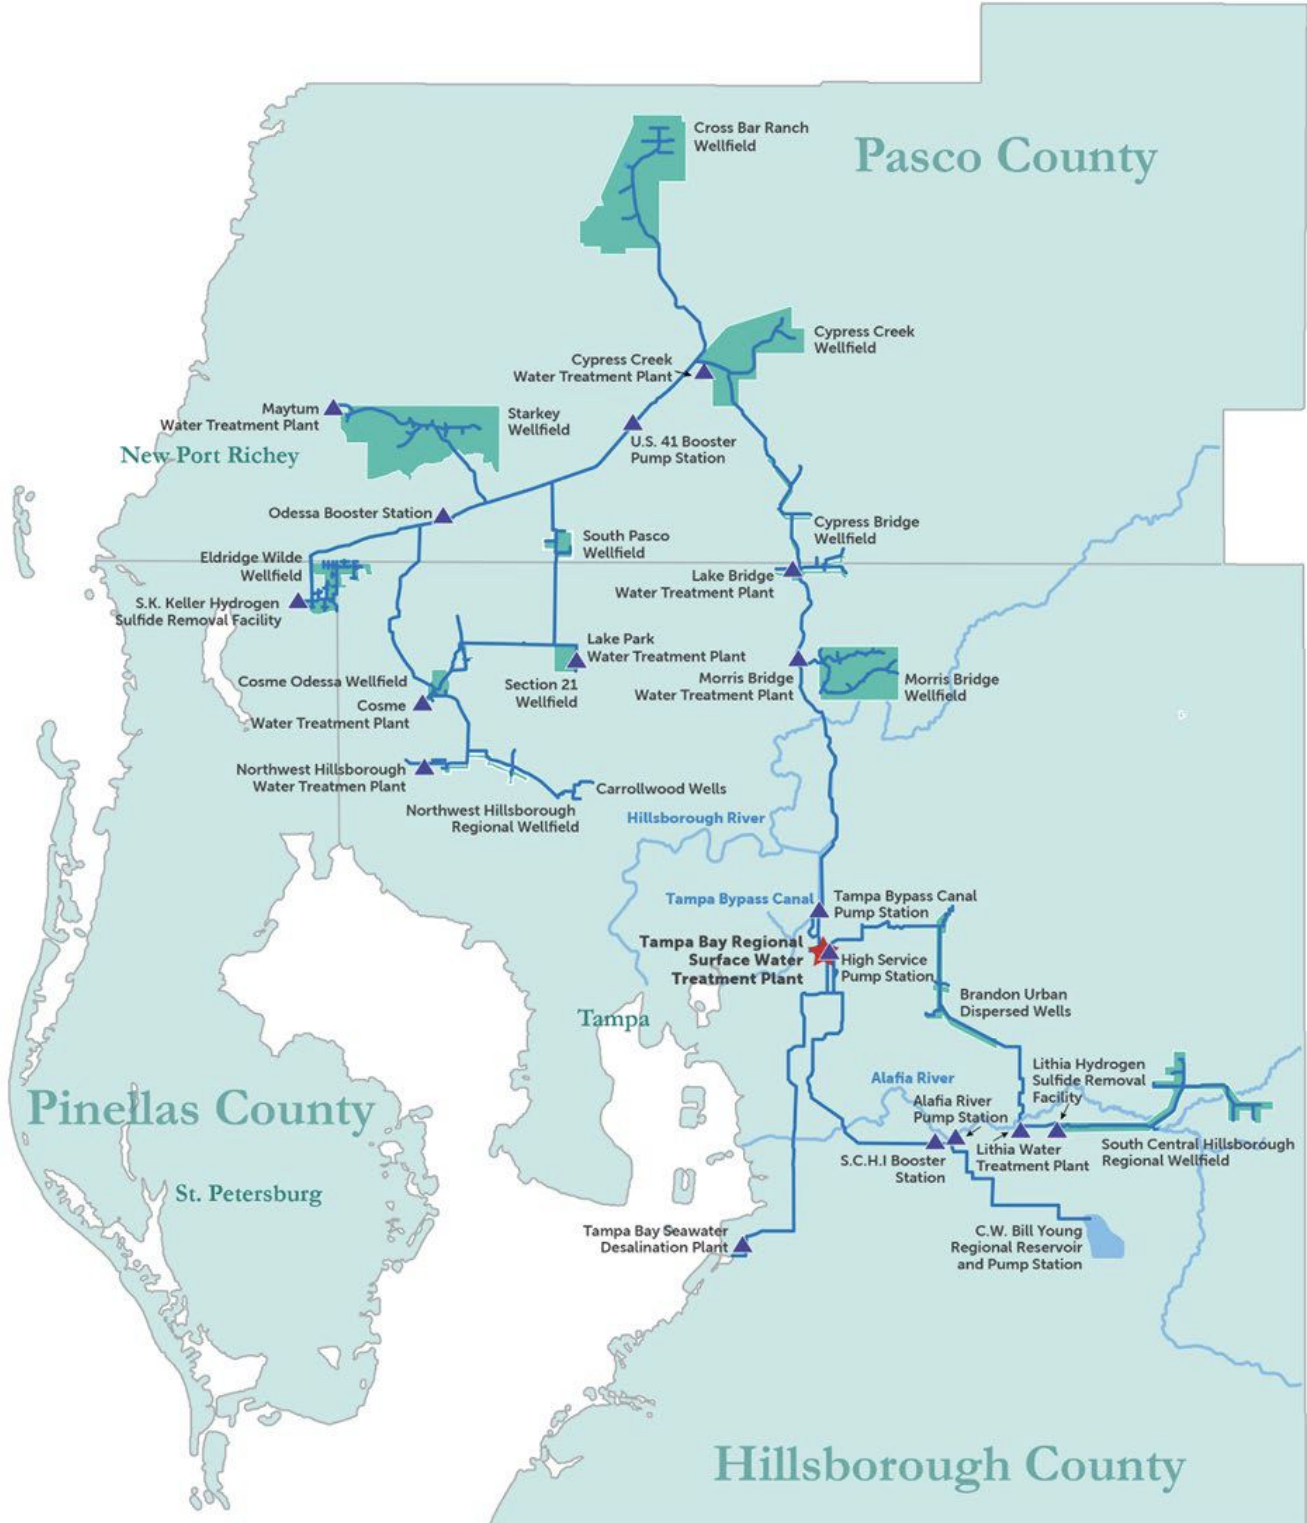 Cross Bar Ranch
Wellfield
Pasco County
Cypress Creek
Wellfield
Cypress Creek
Water Treatment Plant
Maytum
Water Treatment Plant
Starkey
Wellfield
U.S. 41 Booster
Pump Station
New Port Richey
Odessa Booster Station
South Pasco
Wellfield
Cypress Bridge
Wellfield
Eldridge Wilde
Wellfield
Lake Bridge
Water Treatment Plant
S.K. Keller Hydrogen
Sulfide Removal Facility
Lake Park
Water Treatment Plant
Cosme Odessa Wellfield
Section 21
Wellfield
Morris Bridge
Water Treatment Plant
Morris Bridge
Wellfield
Cosme
Water Treatment Plant
Northwest Hillsborough
Water Treatmen Plant
Carrollwood Wells
Northwest Hillsborough
Regional Wellfield
Hillsborough River
Tampa Bypass Canal
Tampa Bypass Canal
Pump Station
Tampa Bay Regional
Surface Water
Treatment Plant
High Service
Pump Station
Brandon Urban
Dispersed Wells
Tampa
Lithia Hydrogen
Sulfide Removal
Facility
Alafia River
Alafia River
Pump Station
Pinellas County
S.C.H.I Booster
Station
Lithia Water
Treatment Plant
South Central Hillsborough
Regional Wellfield
St. Petersburg
Tampa Bay Seawater
Desalination Plant
C.W. Bill Young
Regional Reservoir
and Pump Station
Hillsborough County